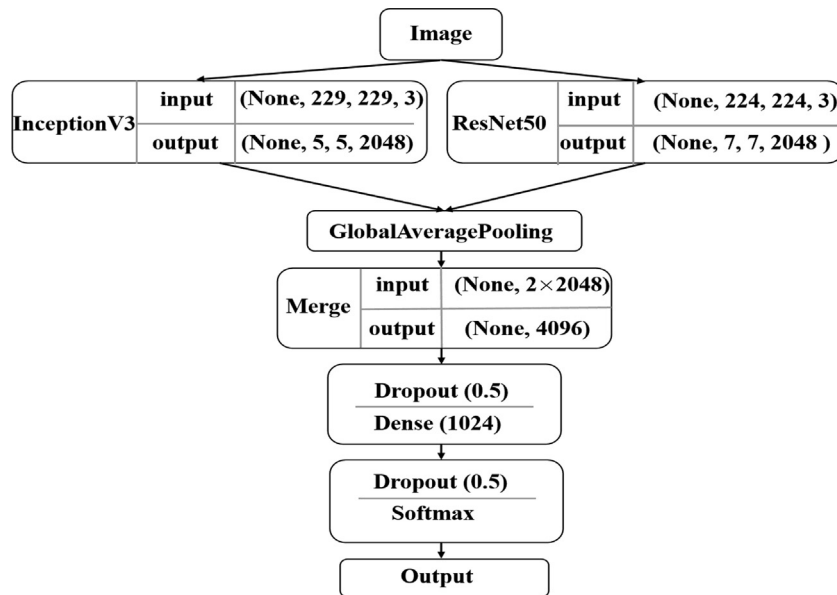 Image
InceptionV3
input (None, 229, 229, 3)
output (None, 5, 5, 2048)
ResNet50
input (None, 224, 224, 3)
output (None, 7, 7, 2048 )
GlobalAveragePooling
Merge
input (None, 2×2048)
output (None, 4096)
Dropout (0.5)
Dense (1024)
Dropout (0.5)
Softmax
Output